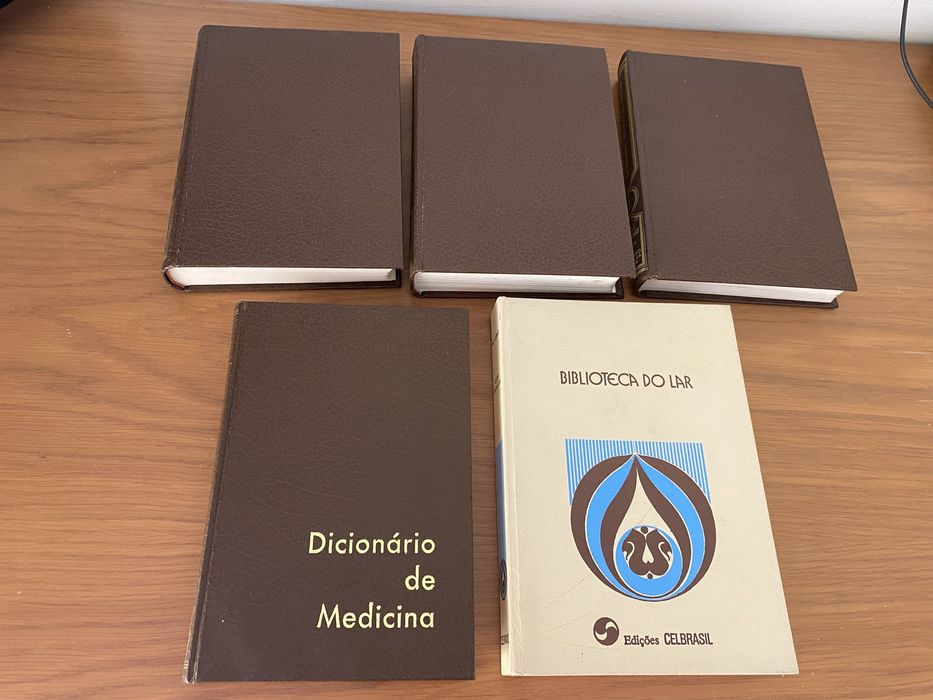 Dicionário
de
Medicina
BIBLIOTECA DO LAR
Edições CELBRASIL